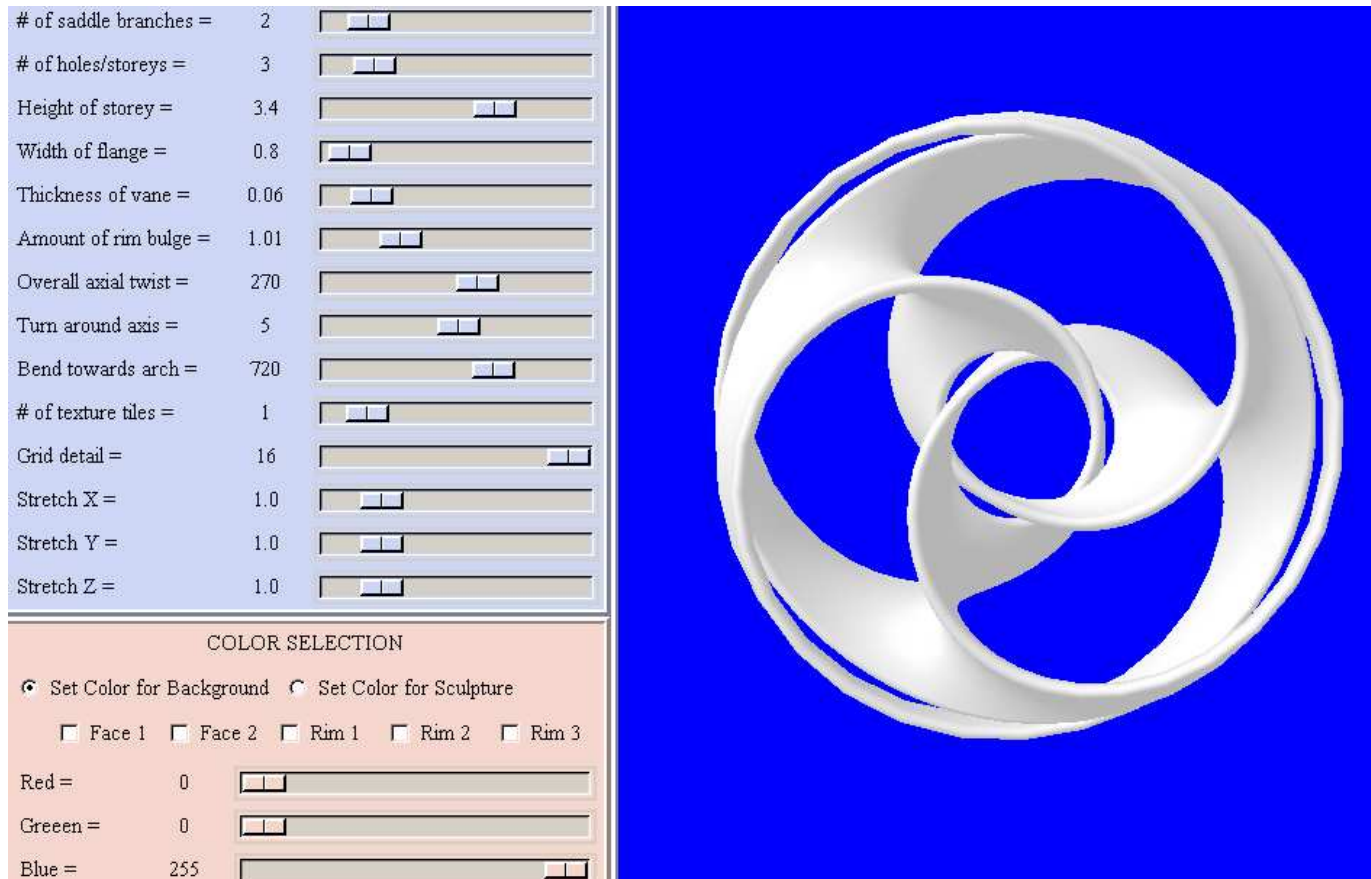 # of saddle branches = 2
# of holes/storeys = 3
Height of storey = 3.4
Width of flange = 0.8
Thickness of vane = 0.06
Amount of rim bulge = 1.01
Overall axial twist = 270
Turn around axis = 5
Bend towards arch = 720
# of texture tiles = 1
Grid detail = 16
Stretch X = 1.0
Stretch Y = 1.0
Stretch Z = 1.0
COLOR SELECTION
Set Color for Background Set Color for Sculpture
Face 1 Face 2 Rim 1 Rim 2 Rim 3
Red = 0
Greeen = 0
Blue = 255